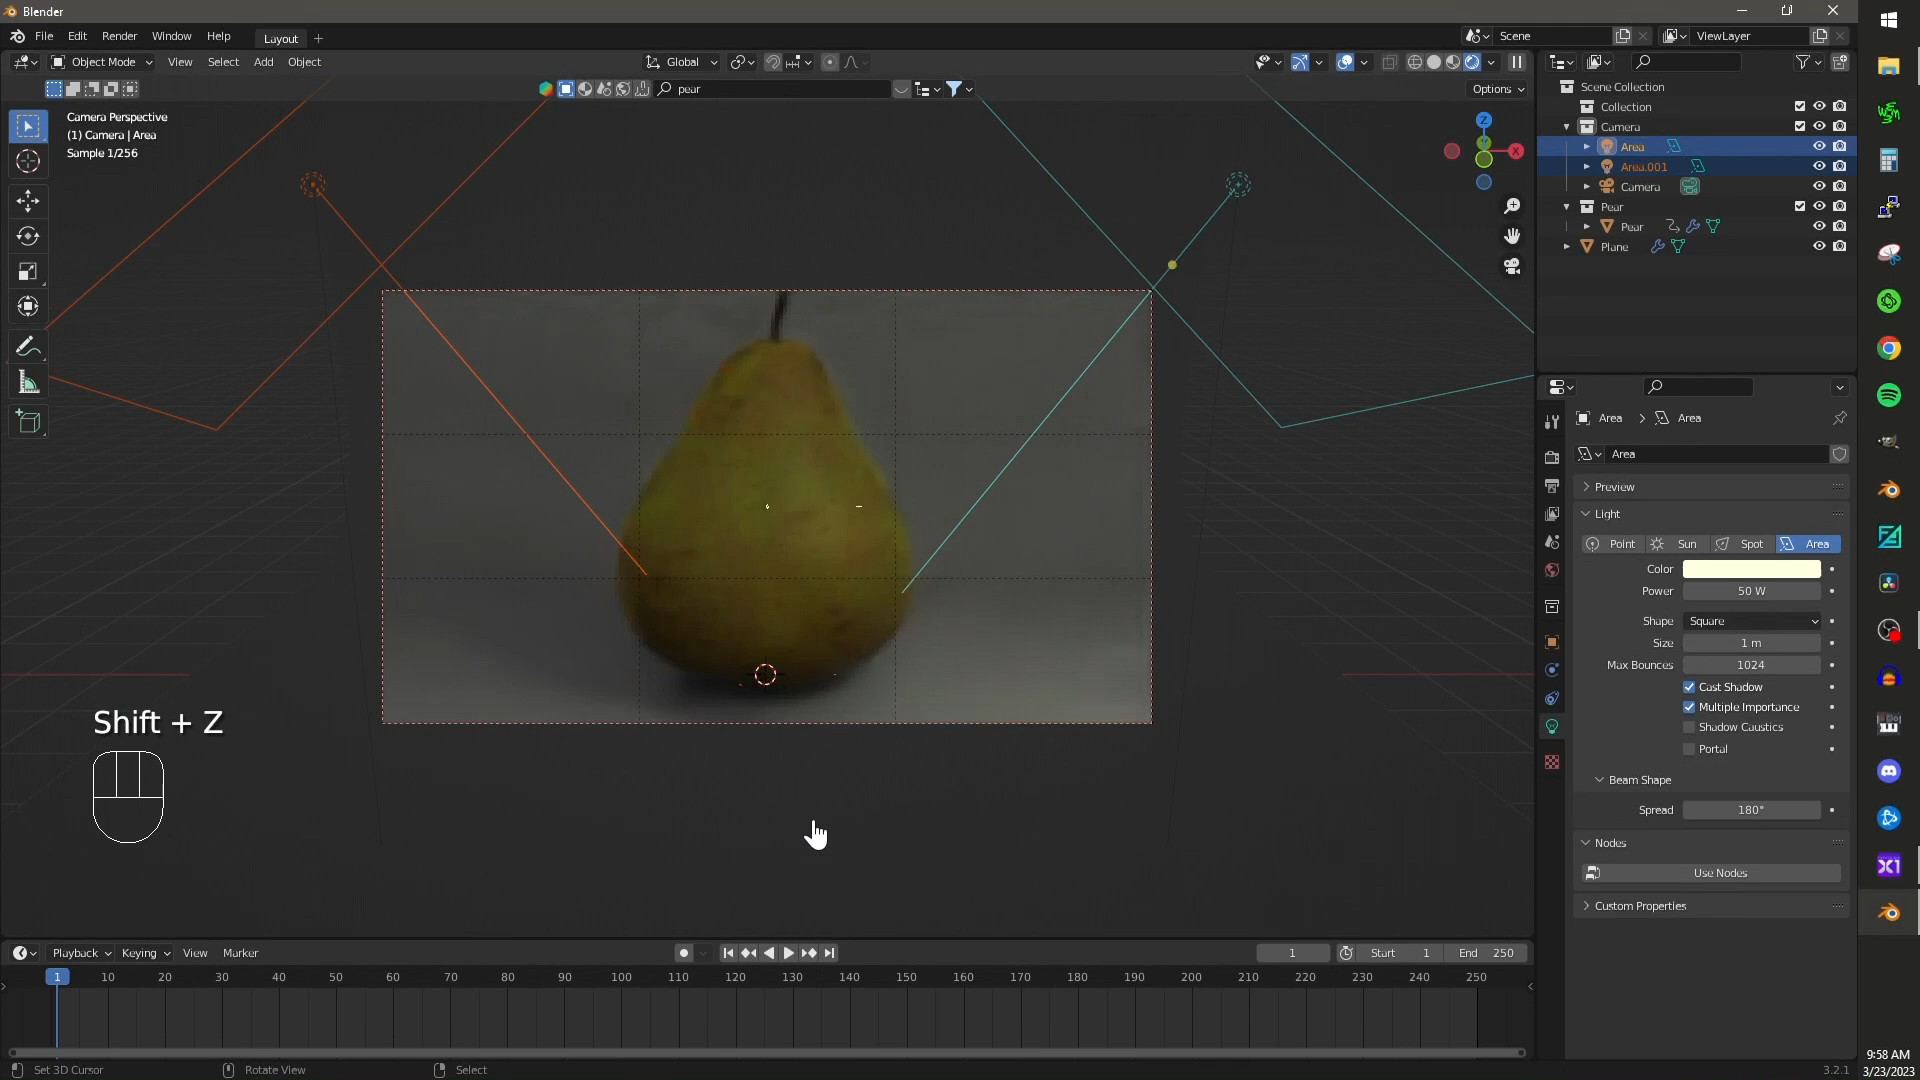 Blender
File Edit Render Window Help Layout
Scene
ViewLayer
Object Mode View Select Add Object
Global
pear
Options
Camera Perspective
(1) Camera | Area
Sample 1/256
Z
X
Scene Collection
Collection
Camera
Area
Area.001
Camera
Pear
Pear
Plane
Area
Area
Area
Preview
Light
Point Sun Spot Area
Color
Power 50 W
Shape Square
Size 1 m
Max Bounces 1024
Cast Shadow
Multiple Importance
Shadow Caustics
Portal
Beam Shape
Spread 180°
Nodes
Use Nodes
Custom Properties
Shift + Z
Playback Keying View Marker
1
Start 1 End 250
1 10 20 30 40 50 60 70 80 90 100 110 120 130 140 150 160 170 180 190 200 210 220 230 240 250
Set 3D Cursor
Rotate View
Select
3.2.1
9:58 AM
3/23/2023